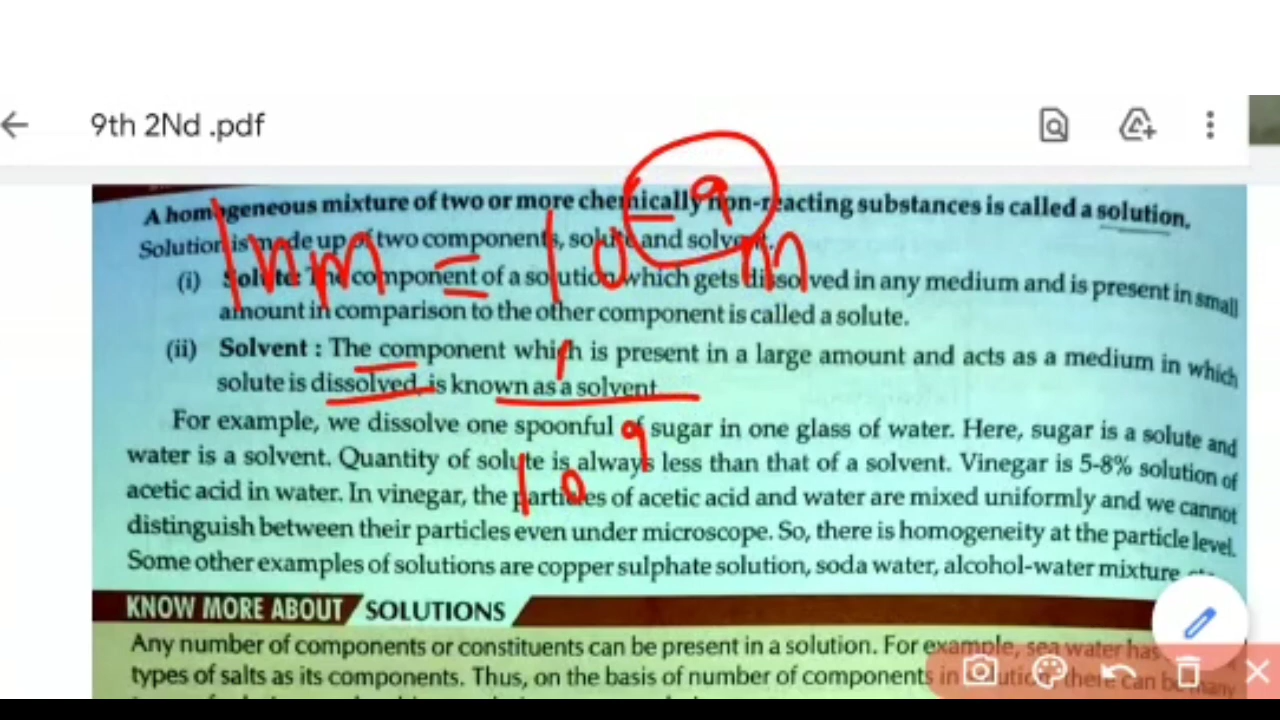 9th 2Nd .pdf
A homogeneous mixture of two or more chemically non-reacting substances is called a solution.
Solution is made up of two components, solute and solvent.
1nm = 10⁻⁹ m
(i) Solute: The component of a solution which gets dissolved in any medium and is present in small
amount in comparison to the other component is called a solute.
(ii) Solvent : The component which is present in a large amount and acts as a medium in which
solute is dissolved, is known as a solvent.
1
10⁹
For example, we dissolve one spoonful of sugar in one glass of water. Here, sugar is a solute and
water is a solvent. Quantity of solute is always less than that of a solvent. Vinegar is 5-8% solution of
acetic acid in water. In vinegar, the particles of acetic acid and water are mixed uniformly and we cannot
distinguish between their particles even under microscope. So, there is homogeneity at the particle level.
Some other examples of solutions are copper sulphate solution, soda water, alcohol-water mixture
KNOW MORE ABOUT SOLUTIONS
Any number of components or constituents can be present in a solution. For example, sea water has
types of salts as its components. Thus, on the basis of number of components in solution, there can be many